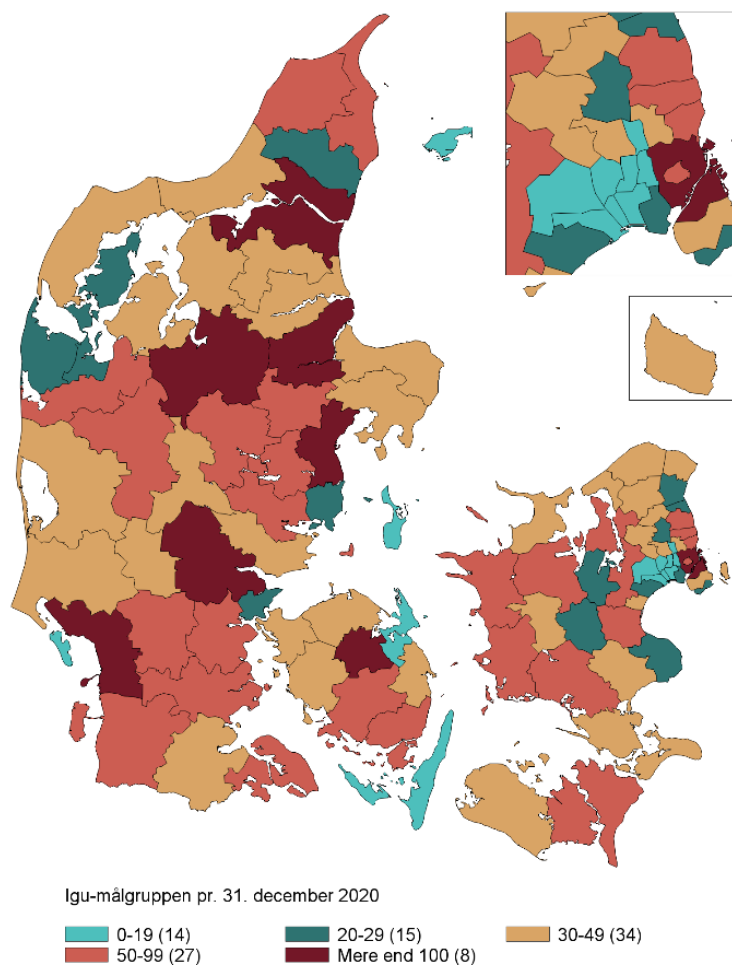 Igu-målgruppen pr. 31. december 2020
0-19 (14) 20-29 (15) 30-49 (34)
50-99 (27) Mere end 100 (8)